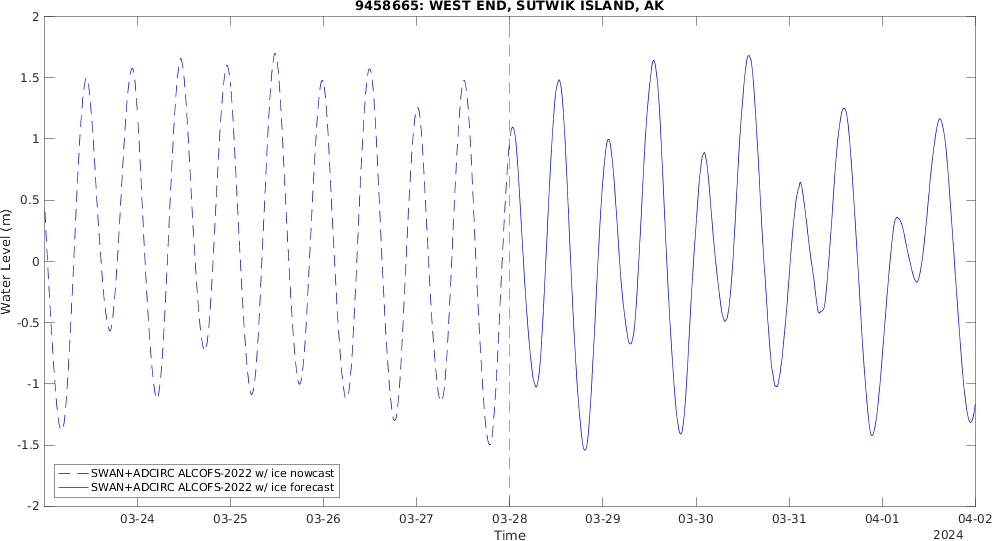 9458665: WEST END, SUTWIK ISLAND, AK
2
1.5
1
0.5
0
-0.5
-1
-1.5
-2
Water Level (m)
SWAN+ADCIRC ALCOFS-2022 w/ ice nowcast
SWAN+ADCIRC ALCOFS-2022 w/ ice forecast
03-24 03-25 03-26 03-27 03-28 03-29 03-30 03-31 04-01 04-02
Time
2024